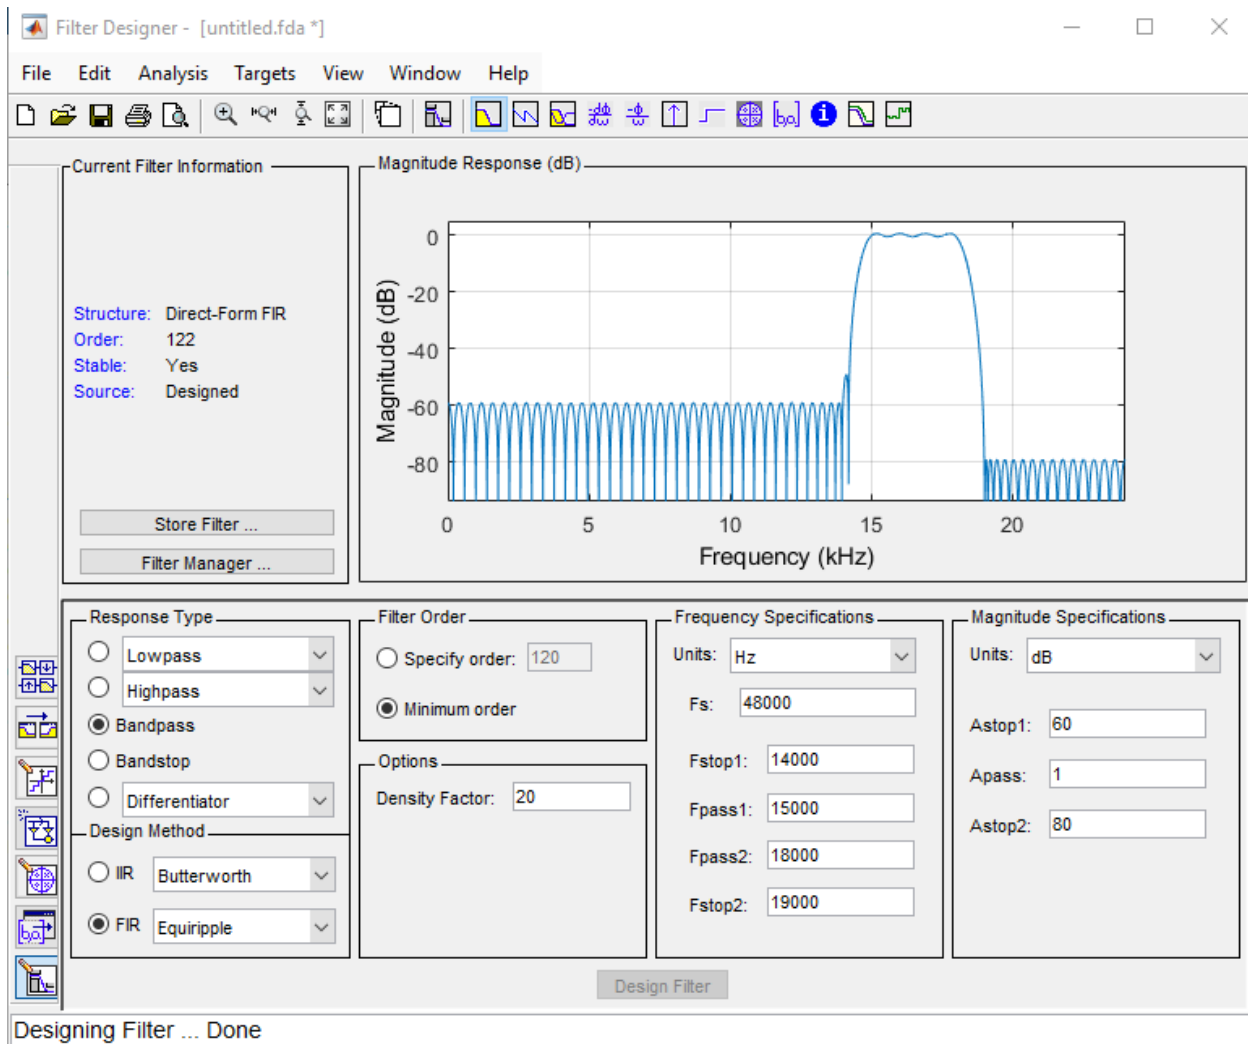 Filter Designer - [untitled.fda *]
File Edit Analysis Targets View Window Help
Current Filter Information
Structure: Direct-Form FIR
Order: 122
Stable: Yes
Source: Designed
Store Filter ...
Filter Manager ...
Magnitude Response (dB)
Magnitude (dB)
0
-20
-40
-60
-80
0 5 10 15 20
Frequency (kHz)
Response Type
Lowpass
Highpass
Bandpass
Bandstop
Differentiator
Design Method
IIR Butterworth
FIR Equiripple
Filter Order
Specify order: 120
Minimum order
Options
Density Factor: 20
Frequency Specifications
Units: Hz
Fs: 48000
Fstop1: 14000
Fpass1: 15000
Fpass2: 18000
Fstop2: 19000
Magnitude Specifications
Units: dB
Astop1: 60
Apass: 1
Astop2: 80
Design Filter
Designing Filter ... Done